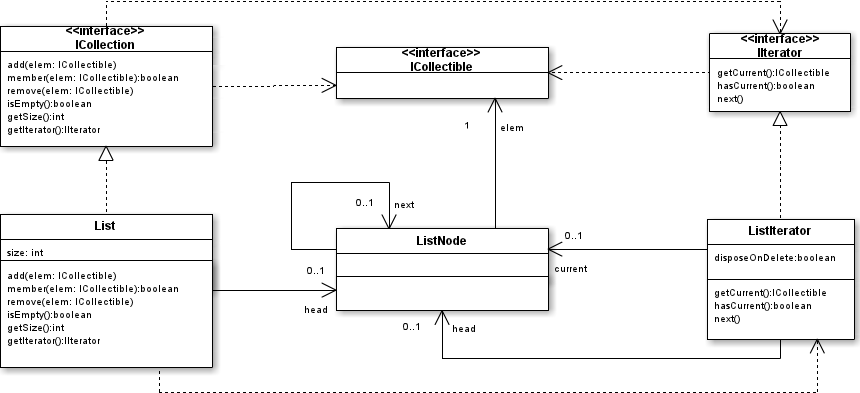 <<interface>>
ICollection
add(elem: ICollectible)
member(elem: ICollectible):boolean
remove(elem: ICollectible)
isEmpty():boolean
getSize():int
getIterator():IIterator
<<interface>>
ICollectible
<<interface>>
IIterator
getCurrent():ICollectible
hasCurrent():boolean
next()
1
elem
0..1
next
List
size: int
add(elem: ICollectible)
member(elem: ICollectible):boolean
remove(elem: ICollectible)
isEmpty():boolean
getSize():int
getIterator():IIterator
0..1
head
ListNode
0..1
current
0..1
head
ListIterator
disposeOnDelete:boolean
getCurrent():ICollectible
hasCurrent():boolean
next()